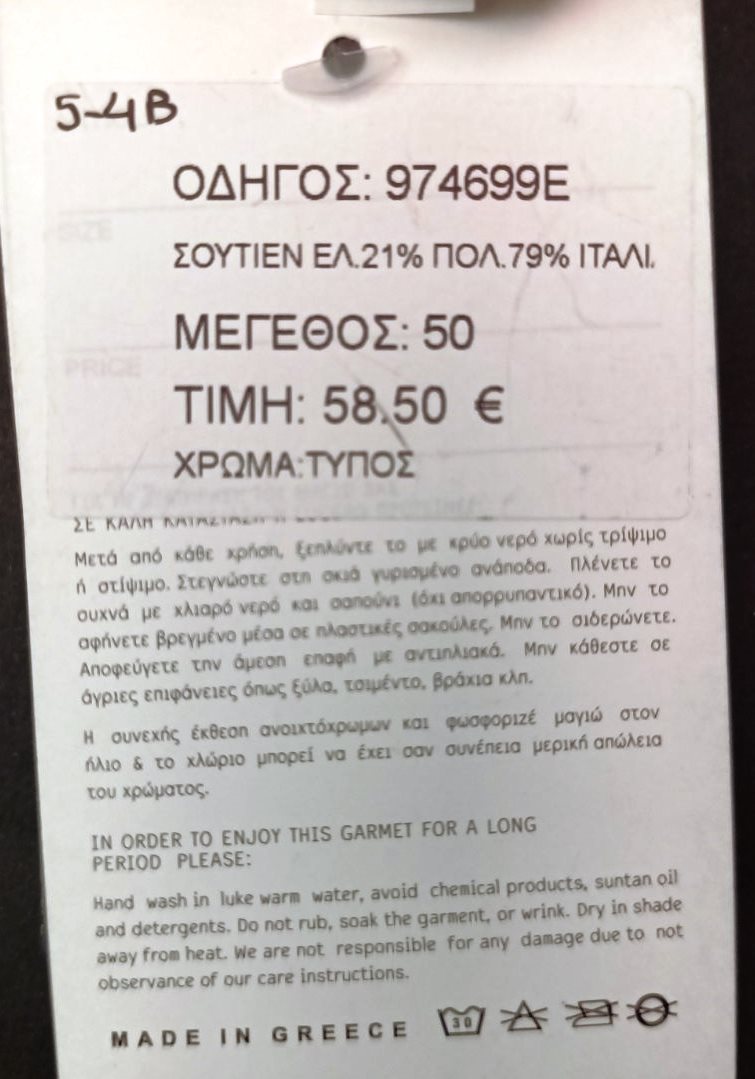 5-4B
ΟΔΗΓΟΣ: 974699E
ΣΟΥΤΙΕΝ ΕΛ.21% ΠΟΛ.79% ΙΤΑΛΙ.
SIZE
ΜΕΓΕΘΟΣ: 50
PRICE
ΤΙΜΗ: 58.50 €
ΧΡΩΜΑ:ΤΥΠΟΣ
ΣΕ ΚΑΛΗ ΚΑΤΑΣΤΑΣΗ
Μετά από κάθε χρήση, ξεπλύντε το με κρύο νερό χωρίς τρίψιμο
ή στίψιμο. Στεγνώστε στη σκιά γυρισμένο ανάποδα. Πλένετε το
συχνά με χλιαρό νερό και σαπούνι (όχι απορρυπαντικό). Μην το
αφήνετε βρεγμένο μέσα σε πλαστικές σακούλες. Μην το σιδερώνετε.
Αποφεύγετε την άμεση επαφή με αντιηλιακά. Μην κάθεστε σε
άγριες επιφάνειες όπως ξύλα, τσιμέντο, βράχια κλπ.
Η συνεχής έκθεση ανοιχτόχρωμων και φωσφοριζέ μαγιώ στον
ήλιο & το χλώριο μπορεί να έχει σαν συνέπεια μερική απώλεια
του χρώματος.
IN ORDER TO ENJOY THIS GARMET FOR A LONG
PERIOD PLEASE:
Hand wash in luke warm water, avoid chemical products, suntan oil
and detergents. Do not rub, soak the garment, or wrink. Dry in shade
away from heat. We are not responsible for any damage due to not
observance of our care instructions.
MADE IN GREECE 30